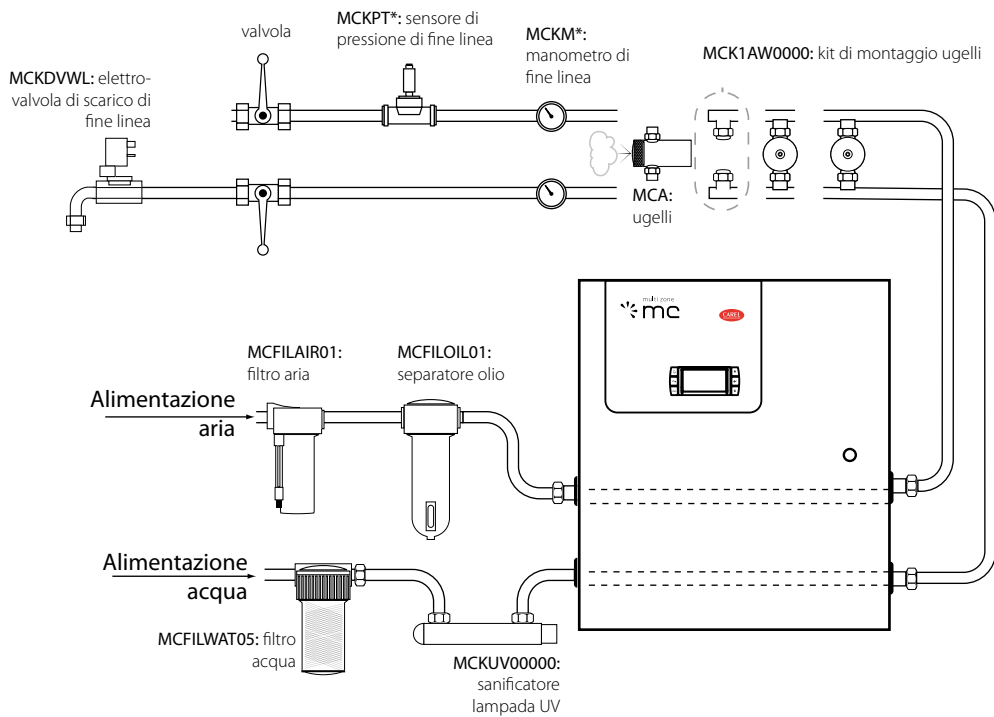 MCKDVWL: elettro-
valvola di scarico di
fine linea
valvola
MCKPT*: sensore di
pressione di fine linea
MCKM*:
manometro di
fine linea
MCK1AW0000: kit di montaggio ugelli
MCA:
ugelli
multi zone
mc
CAREL
MCFILAIR01:
filtro aria
MCFILOIL01:
separatore olio
Alimentazione
aria
Alimentazione
acqua
MCFILWAT05: filtro
acqua
MCKUV00000:
sanificatore
lampada UV